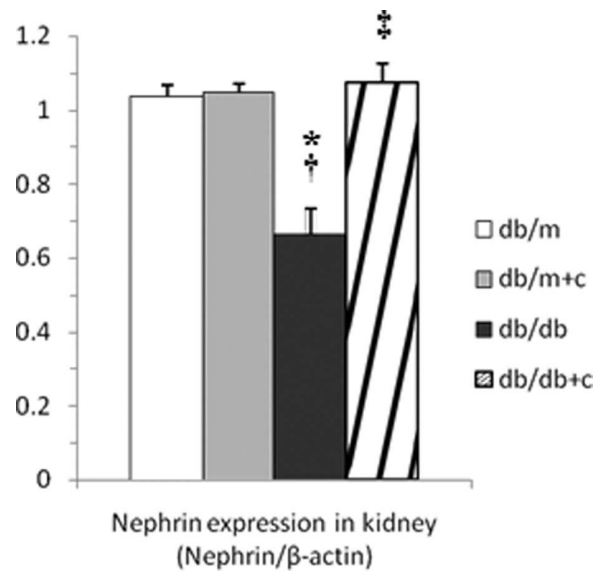 1.2
1
0.8
0.6
0.4
0.2
0
‡
*
†
db/m
db/m+c
db/db
db/db+c
Nephrin expression in kidney
(Nephrin/β-actin)